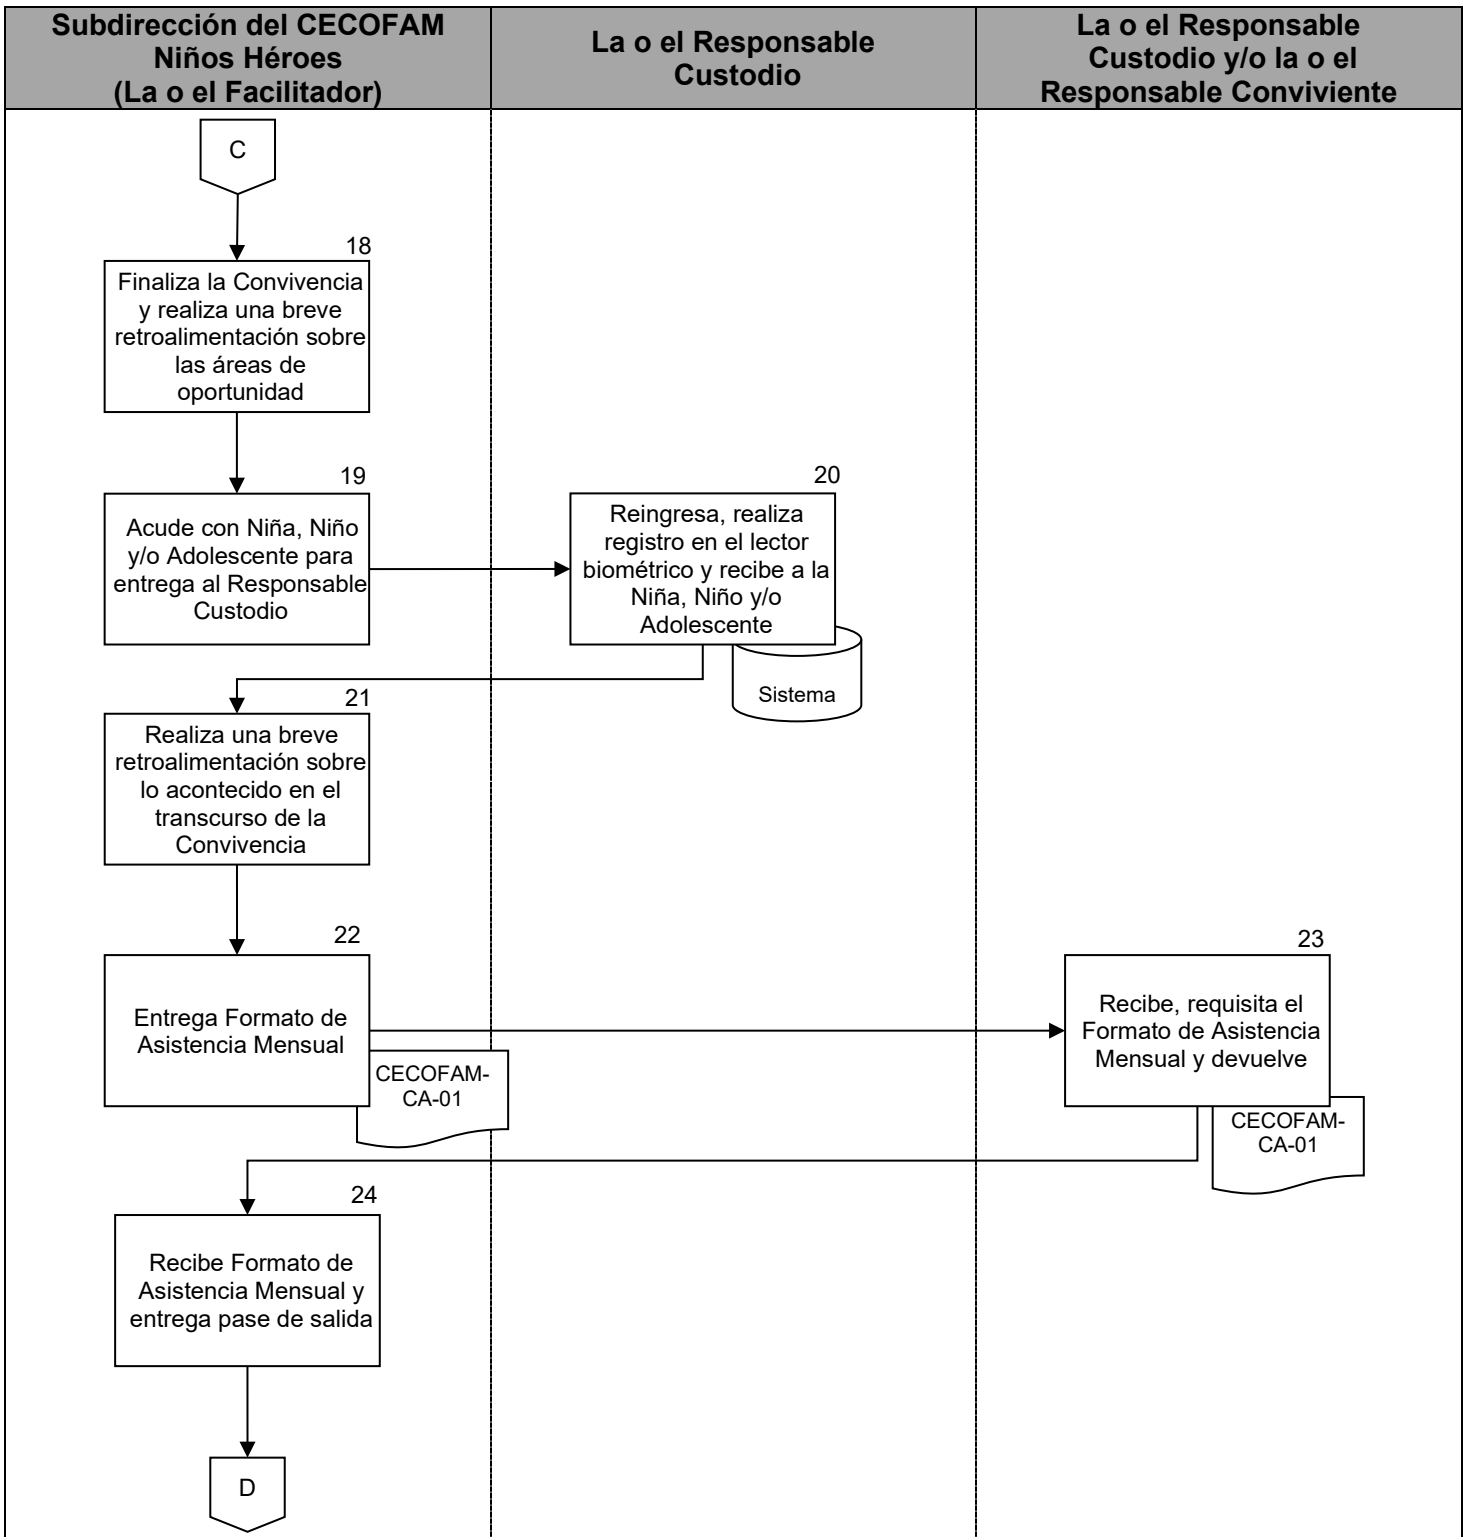 Subdirección del CECOFAM
Niños Héroes
(La o el Facilitador)
La o el Responsable
Custodio
La o el Responsable
Custodio y/o la o el
Responsable Conviviente
C
18
Finaliza la Convivencia
y realiza una breve
retroalimentación sobre
las áreas de
oportunidad
19
Acude con Niña, Niño
y/o Adolescente para
entrega al Responsable
Custodio
20
Reingresa, realiza
registro en el lector
biométrico y recibe a la
Niña, Niño y/o
Adolescente
Sistema
21
Realiza una breve
retroalimentación sobre
lo acontecido en el
transcurso de la
Convivencia
22
Entrega Formato de
Asistencia Mensual
CECOFAM-
CA-01
23
Recibe, requisita el
Formato de Asistencia
Mensual y devuelve
CECOFAM-
CA-01
24
Recibe Formato de
Asistencia Mensual y
entrega pase de salida
D